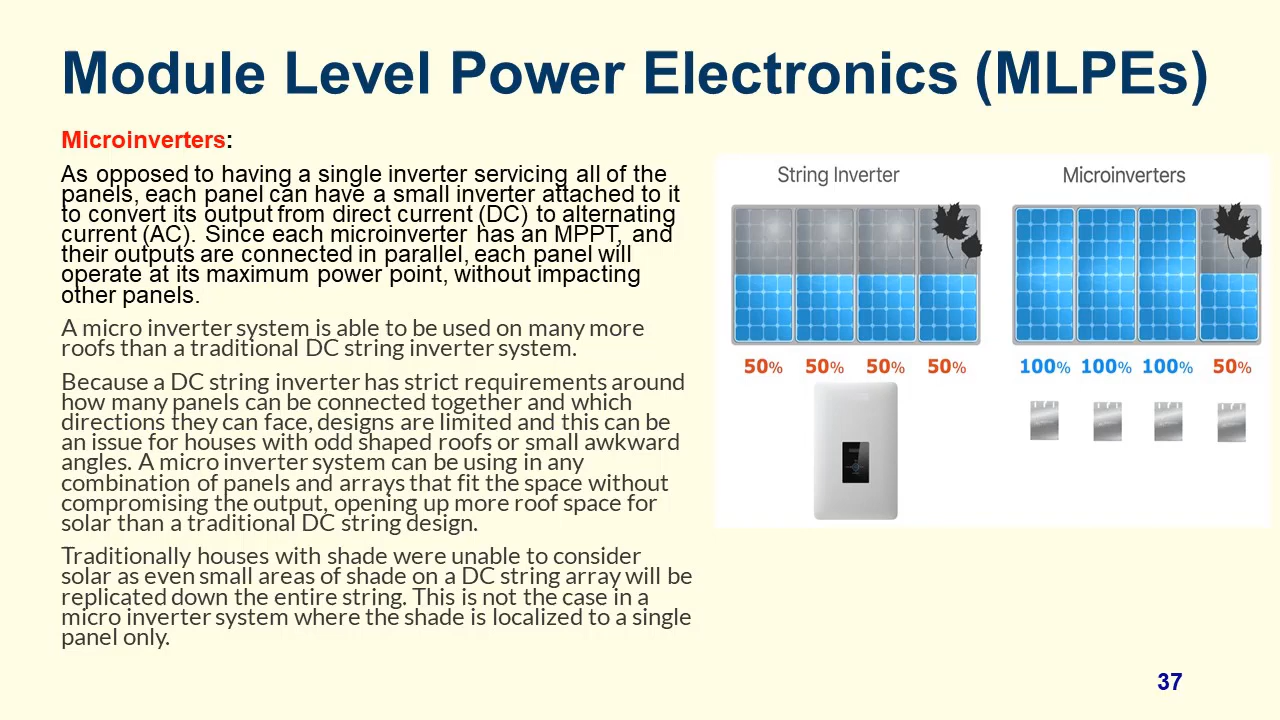 Module Level Power Electronics (MLPEs)
Microinverters:
As opposed to having a single inverter servicing all of the
panels, each panel can have a small inverter attached to it
to convert its output from direct current (DC) to alternating
current (AC). Since each microinverter has an MPPT, and
their outputs are connected in parallel, each panel will
operate at its maximum power point, without impacting
other panels.
A micro inverter system is able to be used on many more
roofs than a traditional DC string inverter system.
Because a DC string inverter has strict requirements around
how many panels can be connected together and which
directions they can face, designs are limited and this can be
an issue for houses with odd shaped roofs or small awkward
angles. A micro inverter system can be using in any
combination of panels and arrays that fit the space without
compromising the output, opening up more roof space for
solar than a traditional DC string design.
Traditionally houses with shade were unable to consider
solar as even small areas of shade on a DC string array will be
replicated down the entire string. This is not the case in a
micro inverter system where the shade is localized to a single
panel only.
String Inverter
50% 50% 50% 50%
Microinverters
100% 100% 100% 50%
37